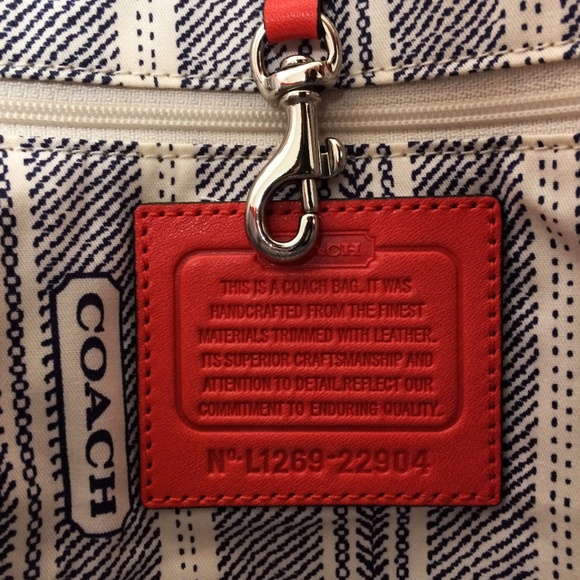 COACH
THIS IS A COACH BAG. IT WAS
HANDCRAFTED FROM THE FINEST
MATERIALS TRIMMED WITH LEATHER.
ITS SUPERIOR CRAFTSMANSHIP AND
ATTENTION TO DETAIL REFLECT OUR
COMMITMENT TO ENDURING QUALITY.
Nº L1269-22904
COACH